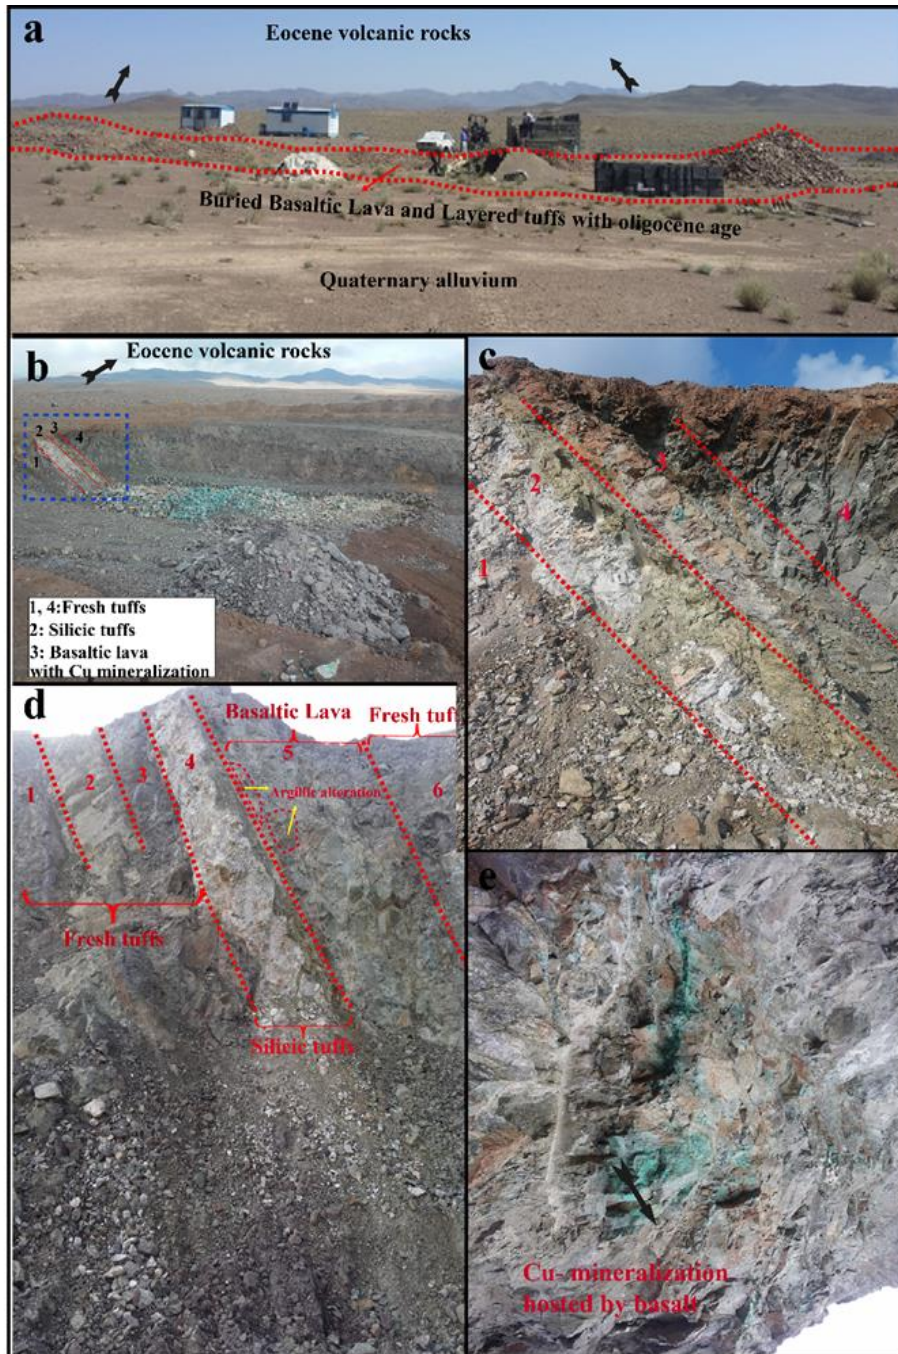 a
Eocene volcanic rocks
Buried Basaltic Lava and Layered tuffs with oligocene age
Quaternary alluvium
b
Eocene volcanic rocks
2 3 4
1
1, 4:Fresh tuffs
2: Silicic tuffs
3: Basaltic lava
with Cu mineralization
c
1
2
3
4
d
Basaltic Lava
Fresh tuff
1
2
3
4
5
6
Argillic alteration
Fresh tuffs
Silicic tuffs
e
Cu- mineralization
hosted by basalt